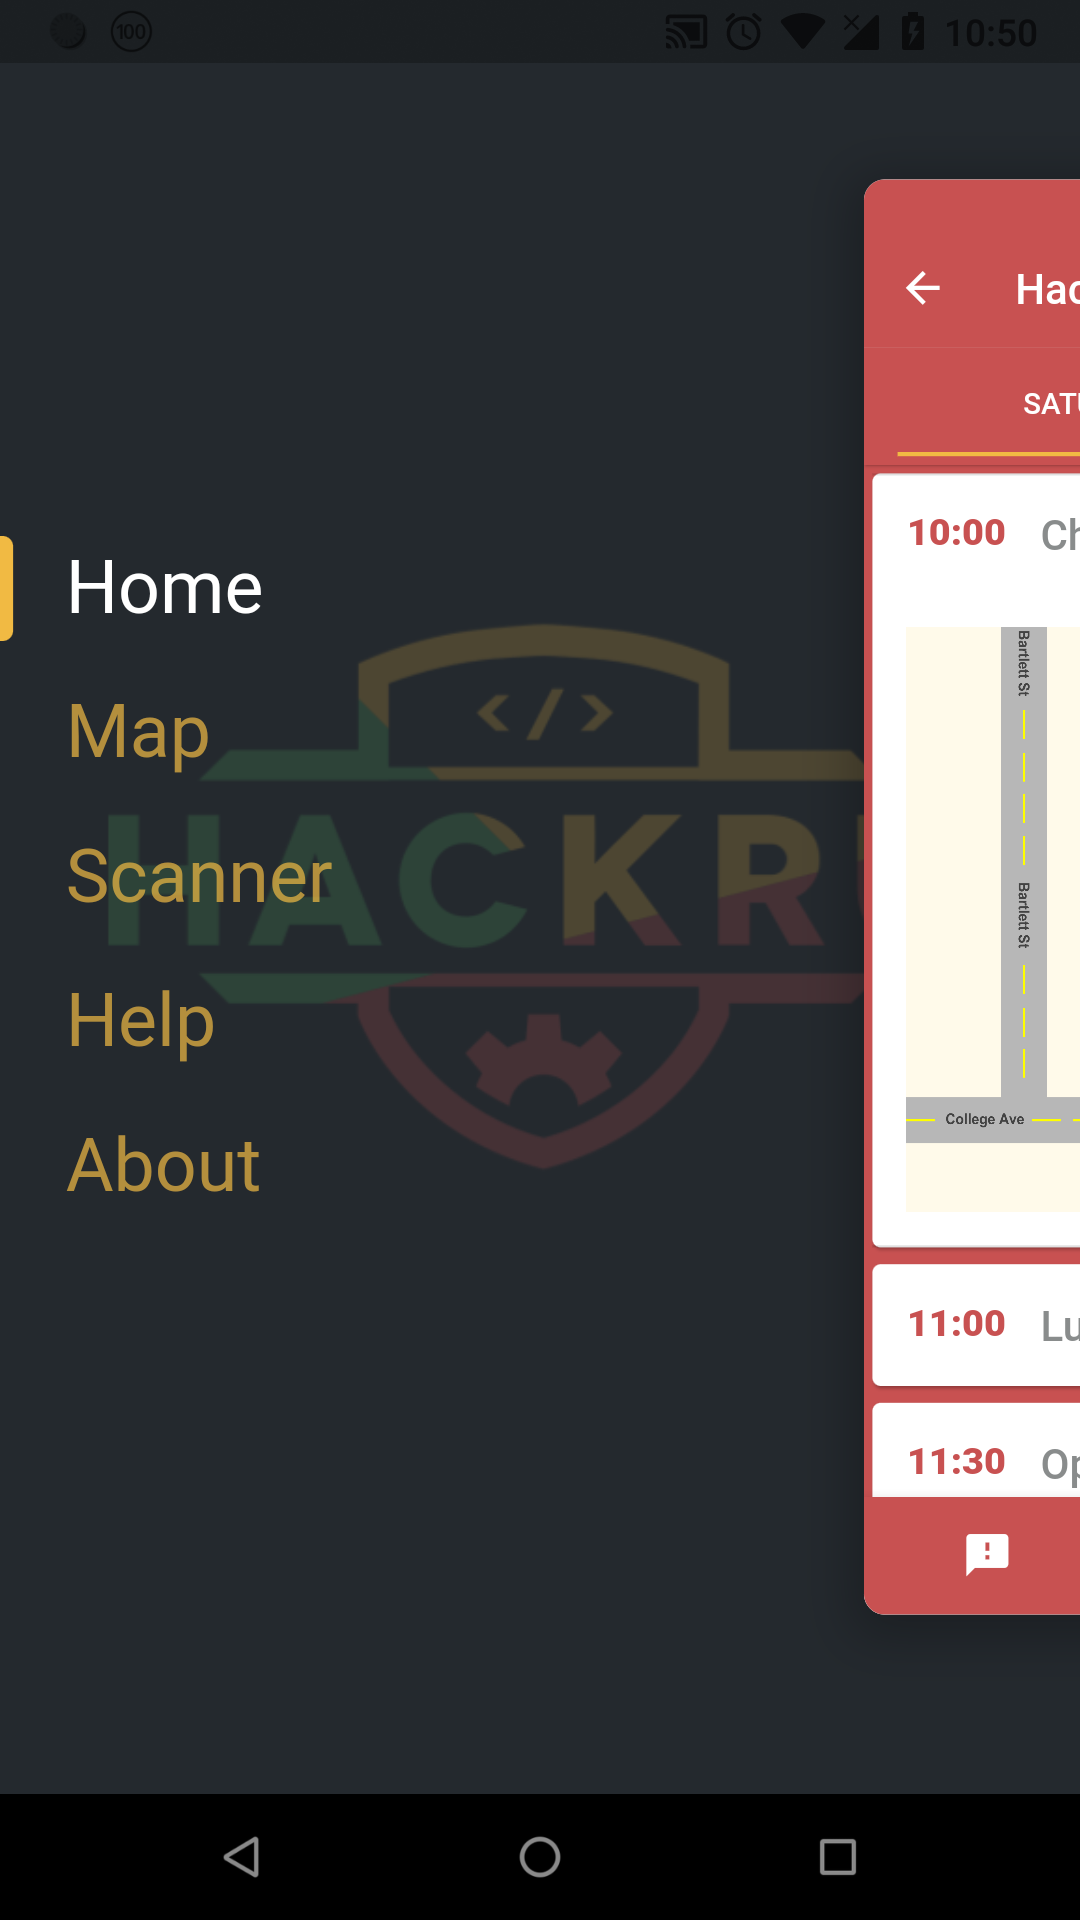 100
10:50
Hac
SATU
Home
10:00 Ch
Bartlett St
Map
</>
HACKRU
Scanner
Bartlett St
Help
College Ave
About
11:00 Lu
11:30 Op